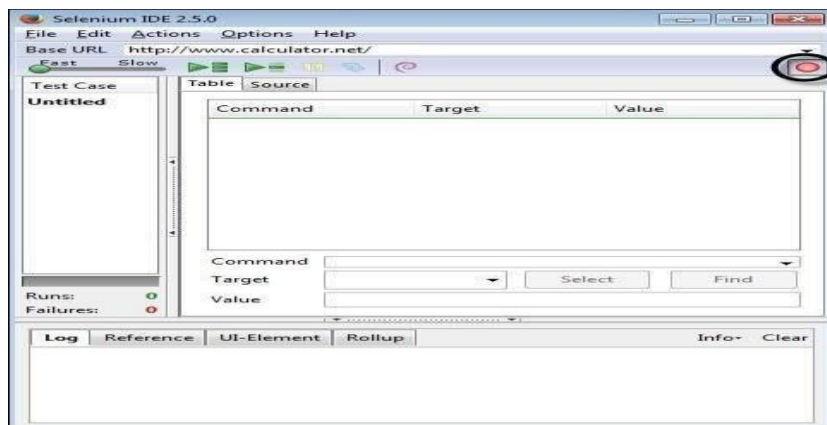 Selenium IDE 2.5.0
File Edit Actions Options Help
Base URL http://www.calculator.net/
Fast Slow
Test Case
Untitled
Table Source
Command Target Value
Command
Target Select Find
Value
Runs: 0
Failures: 0
Log Reference UI-Element Rollup Info Clear